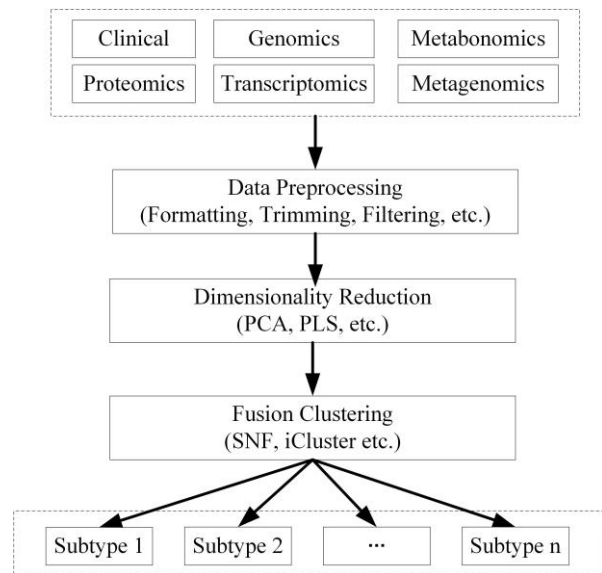 Clinical Genomics Metabonomics
Proteomics Transcriptomics Metagenomics
Data Preprocessing
(Formatting, Trimming, Filtering, etc.)
Dimensionality Reduction
(PCA, PLS, etc.)
Fusion Clustering
(SNF, iCluster etc.)
Subtype 1 Subtype 2 ... Subtype n